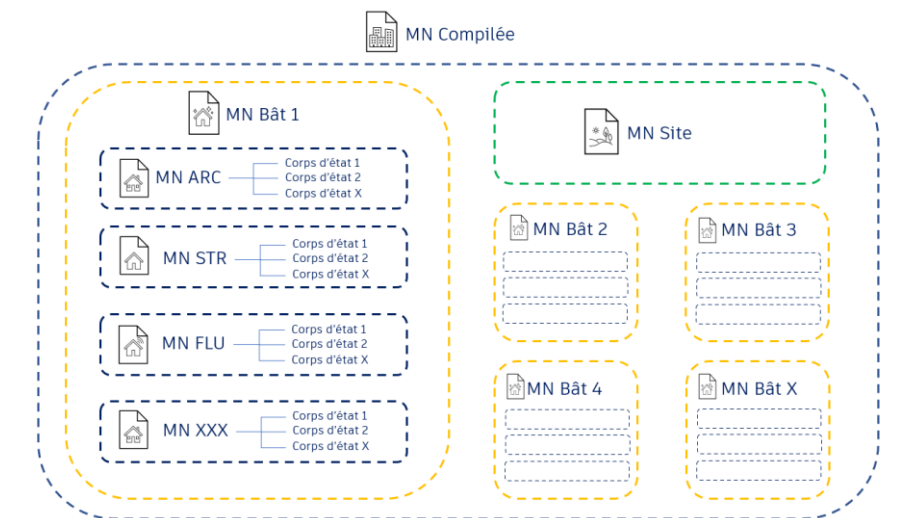 MN Compilée
MN Bât 1
MN ARC
Corps d'état 1
Corps d'état 2
Corps d'état X
MN STR
Corps d'état 1
Corps d'état 2
Corps d'état X
MN FLU
Corps d'état 1
Corps d'état 2
Corps d'état X
MN XXX
Corps d'état 1
Corps d'état 2
Corps d'état X
MN Site
MN Bât 2
MN Bât 3
MN Bât 4
MN Bât X